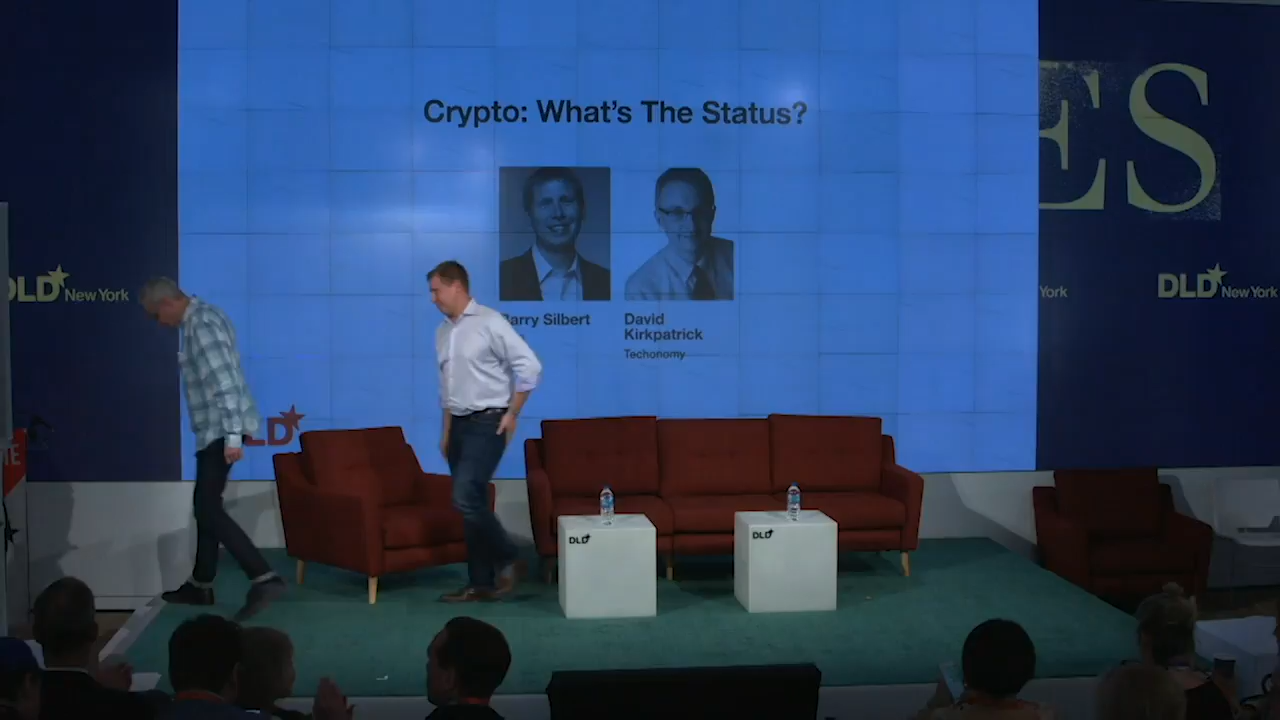 Crypto: What's The Status?
Barry Silbert
David
Kirkpatrick
Techonomy
ES
DLD New York
York
DLD New York
DLD
DLD
DLD